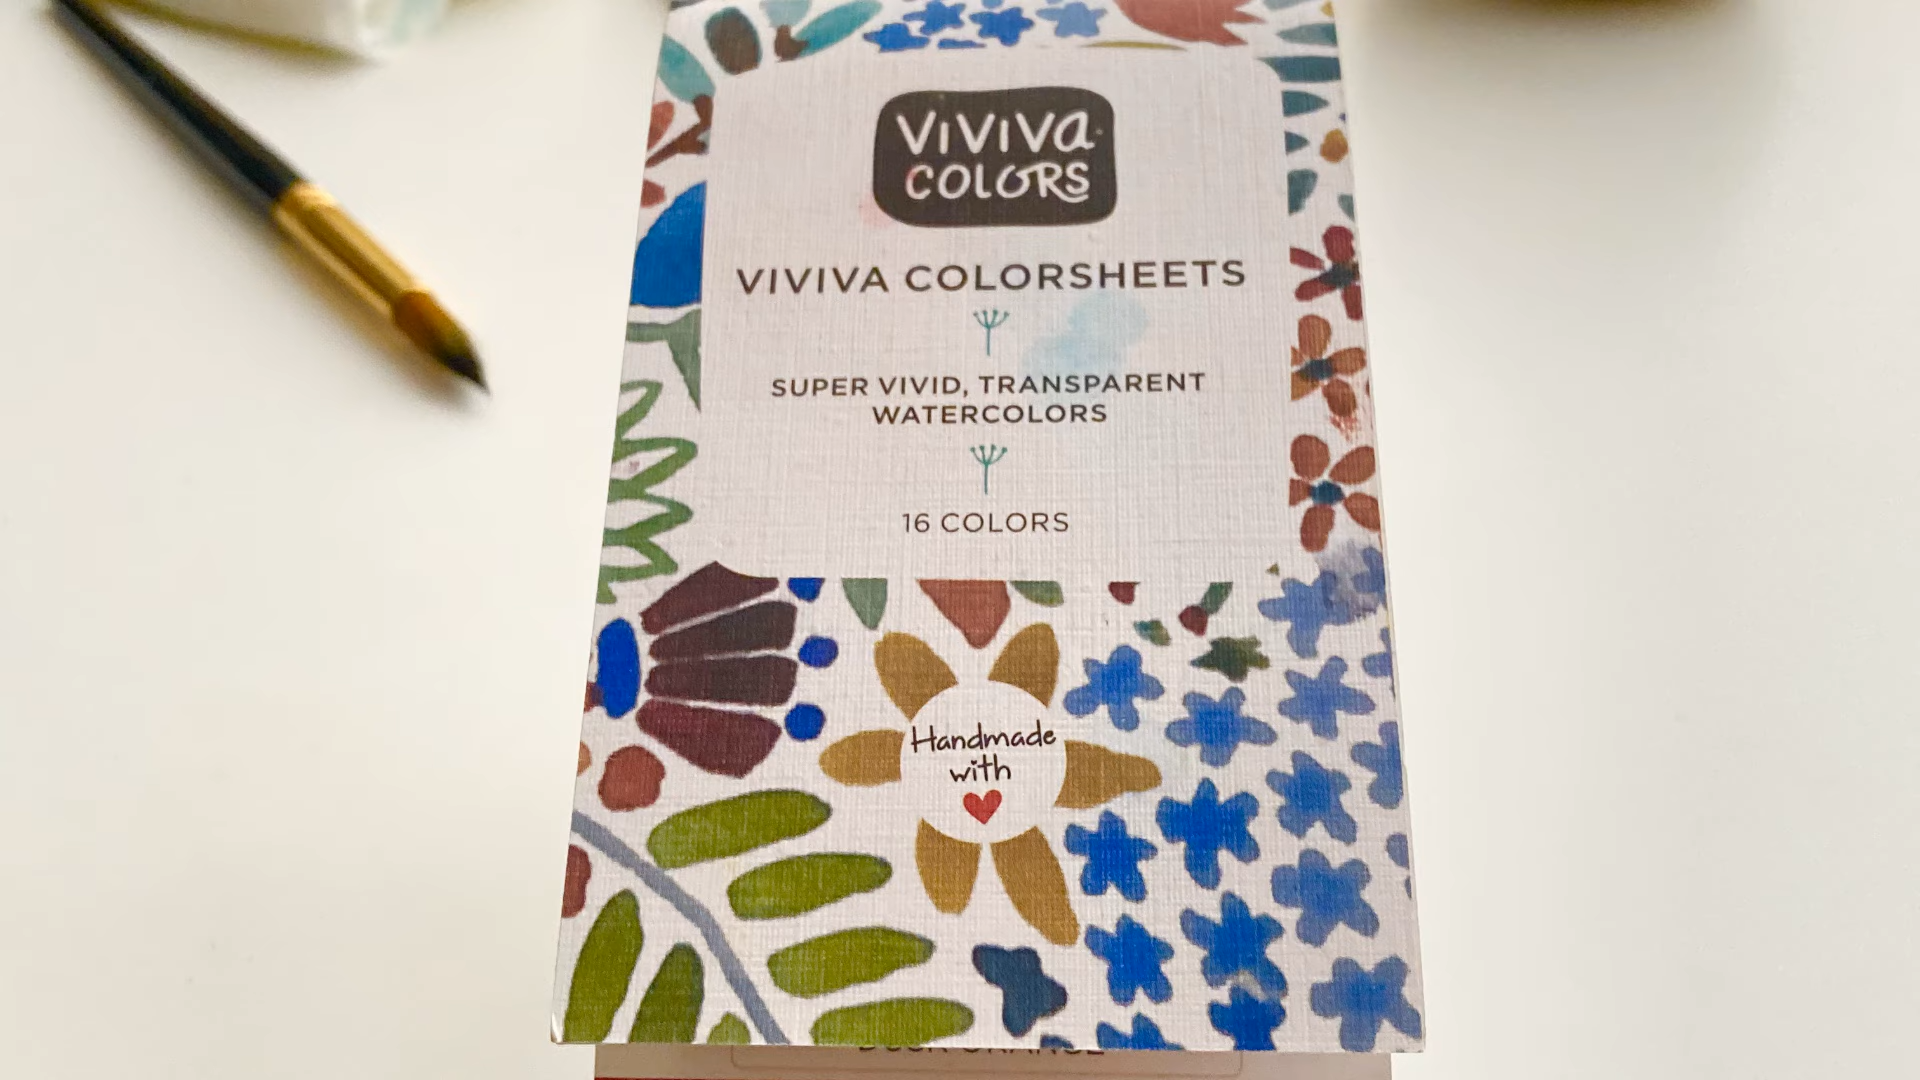 ViViVa
COLORS
VIVIVA COLORSHEETS
SUPER VIVID, TRANSPARENT
WATERCOLORS
16 COLORS
Handmade
with